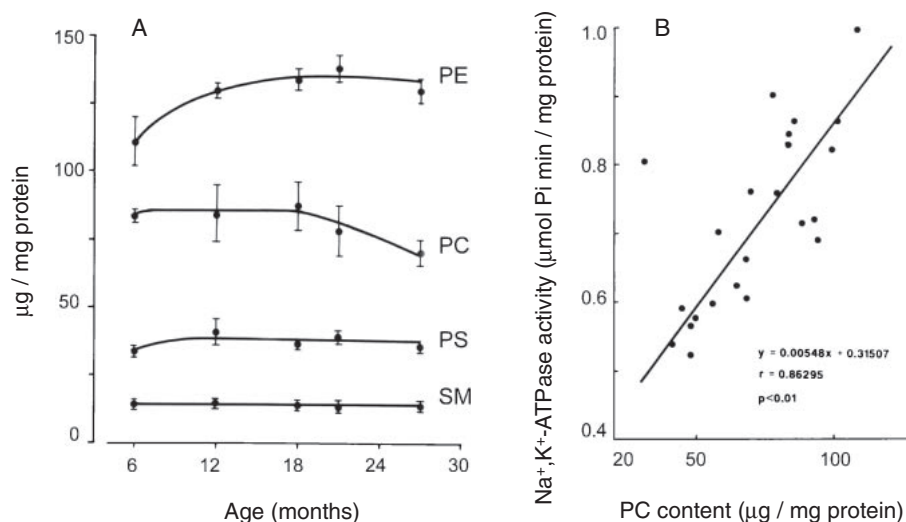 A
150
100
50
0
μg / mg protein
PE
PC
PS
SM
6 12 18 24 30
Age (months)
B
1.0
0.8
0.6
0.4
Na⁺,K⁺-ATPase activity (μmol Pi min / mg protein)
y = 0.00548x + 0.31507
r = 0.86295
p<0.01
20 50 100
PC content (μg / mg protein)